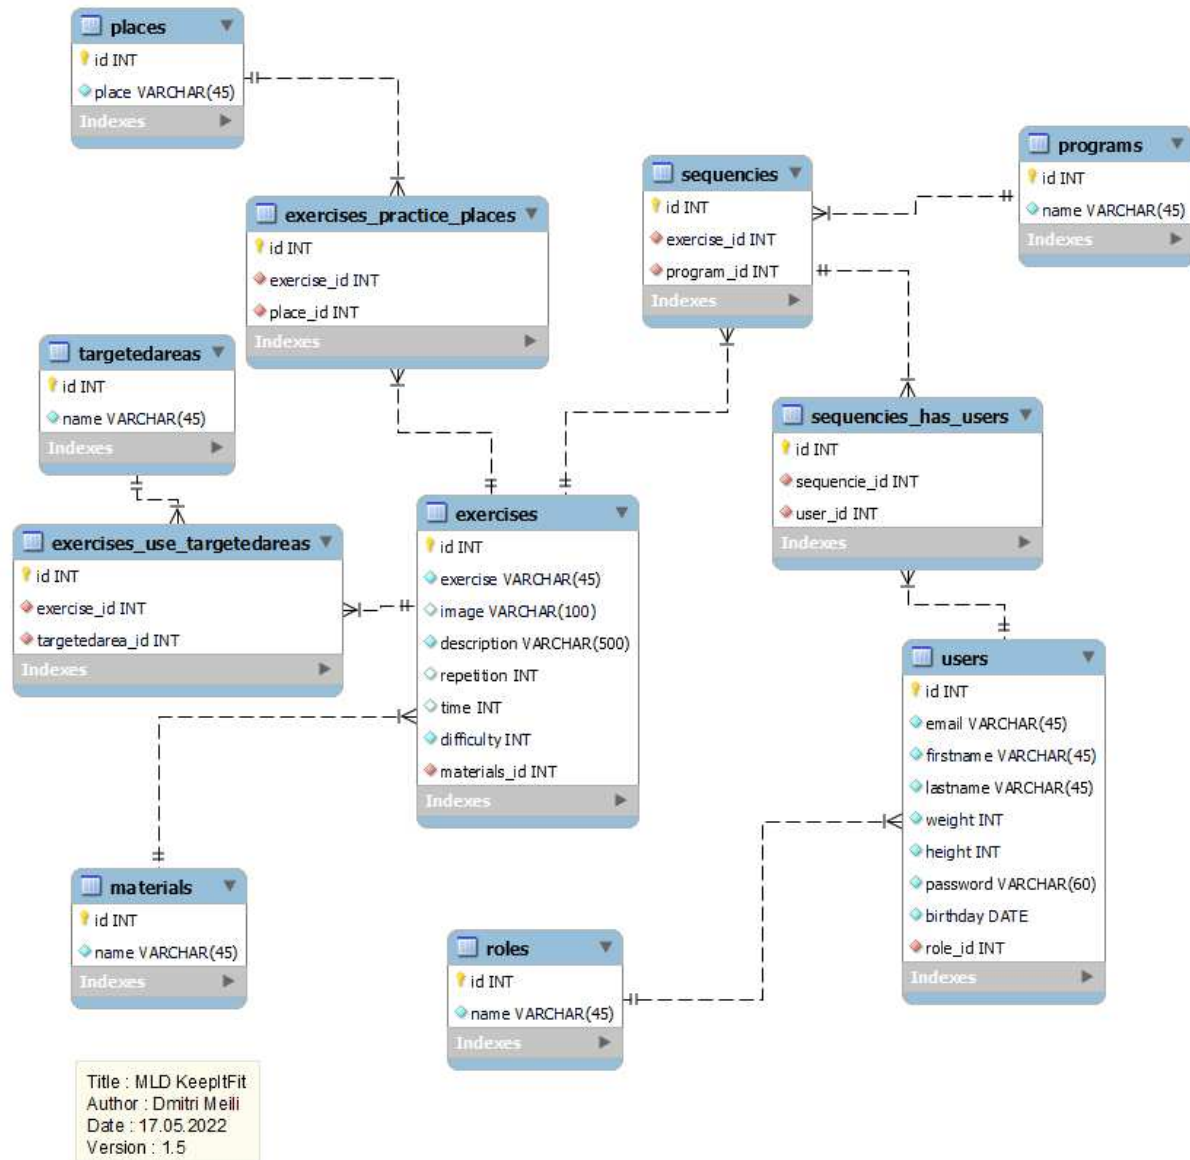 places
id INT
place VARCHAR(45)
Indexes
exercises_practice_places
id INT
exercise_id INT
place_id INT
Indexes
sequencies
id INT
exercise_id INT
program_id INT
Indexes
programs
id INT
name VARCHAR(45)
Indexes
targetedareas
id INT
name VARCHAR(45)
Indexes
exercises_use_targetedareas
id INT
exercise_id INT
targetedarea_id INT
Indexes
exercises
id INT
exercise VARCHAR(45)
image VARCHAR(100)
description VARCHAR(500)
repetition INT
time INT
difficulty INT
materials_id INT
Indexes
sequencies_has_users
id INT
sequencie_id INT
user_id INT
Indexes
users
id INT
email VARCHAR(45)
firstname VARCHAR(45)
lastname VARCHAR(45)
weight INT
height INT
password VARCHAR(60)
birthday DATE
role_id INT
Indexes
materials
id INT
name VARCHAR(45)
Indexes
roles
id INT
name VARCHAR(45)
Indexes
Title : MLD KeepItFit
Author : Dmitri Meili
Date : 17.05.2022
Version : 1.5